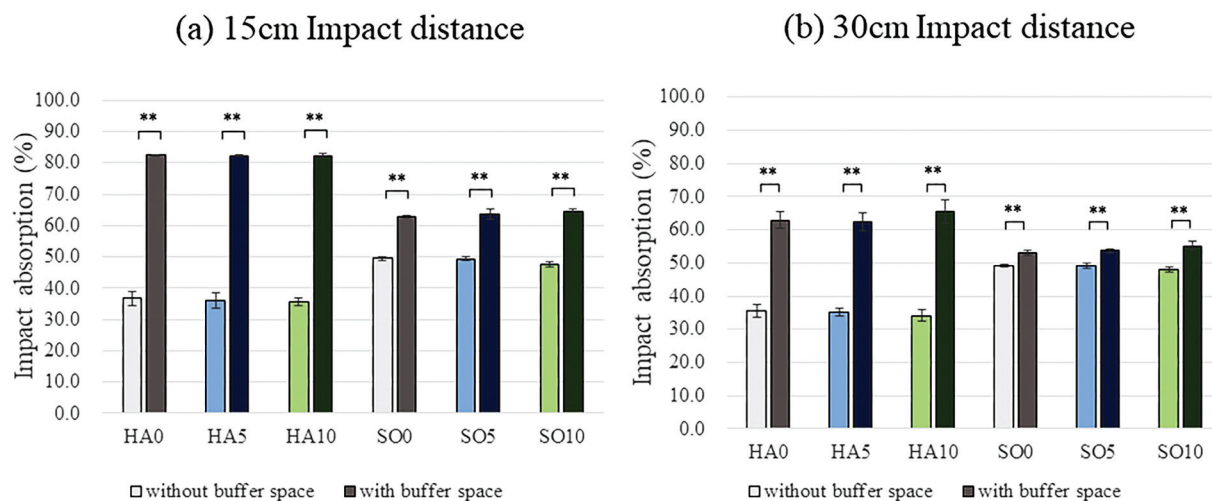 (a) 15cm Impact distance
Impact absorption (%)
100.0
90.0
80.0
70.0
60.0
50.0
40.0
30.0
20.0
10.0
0.0
** ** ** ** ** **
HA0 HA5 HA10 SO0 SO5 SO10
without buffer space with buffer space
(b) 30cm Impact distance
Impact absorption (%)
100.0
90.0
80.0
70.0
60.0
50.0
40.0
30.0
20.0
10.0
0.0
** ** ** ** ** **
HA0 HA5 HA10 SO0 SO5 SO10
without buffer space with buffer space